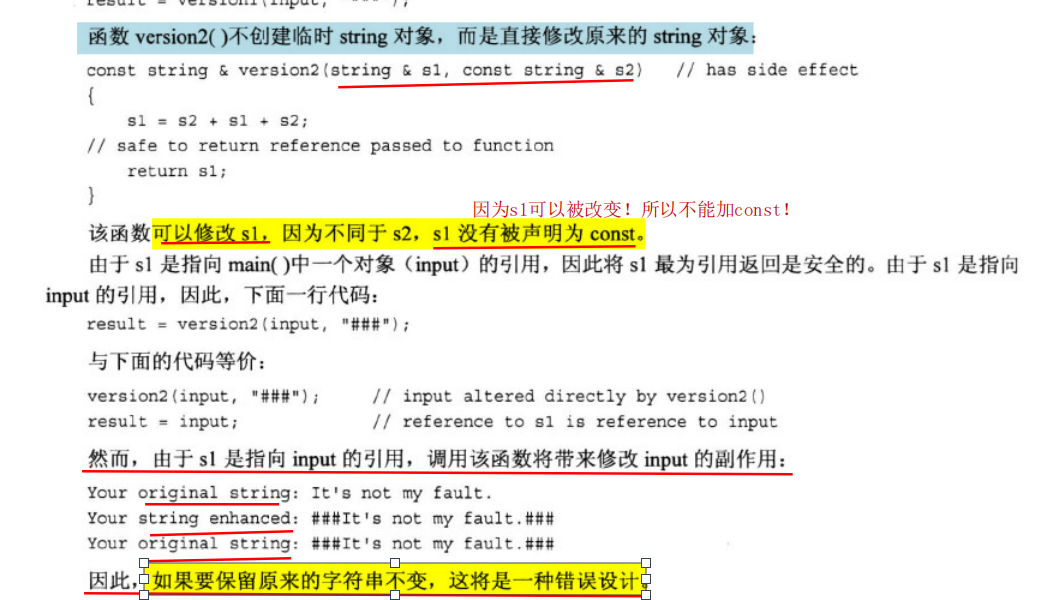 result = version1(input, "***");
函数 version2( )不创建临时 string 对象，而是直接修改原来的 string 对象：
const string & version2(string & s1, const string & s2)   // has side effect
{
    s1 = s2 + s1 + s2;
// safe to return reference passed to function
    return s1;
}
因为s1可以被改变！所以不能加const！
该函数可以修改 s1，因为不同于 s2，s1 没有被声明为 const。
由于 s1 是指向 main( )中一个对象（input）的引用，因此将 s1 最为引用返回是安全的。由于 s1 是指向
input 的引用，因此，下面一行代码：
result = version2(input, "###");
与下面的代码等价：
version2(input, "###");     // input altered directly by version2()
result = input;             // reference to s1 is reference to input
然而，由于 s1 是指向 input 的引用，调用该函数将带来修改 input 的副作用：
Your original string: It's not my fault.
Your string enhanced: ###It's not my fault.###
Your original string: ###It's not my fault.###
因此，如果要保留原来的字符串不变，这将是一种错误设计